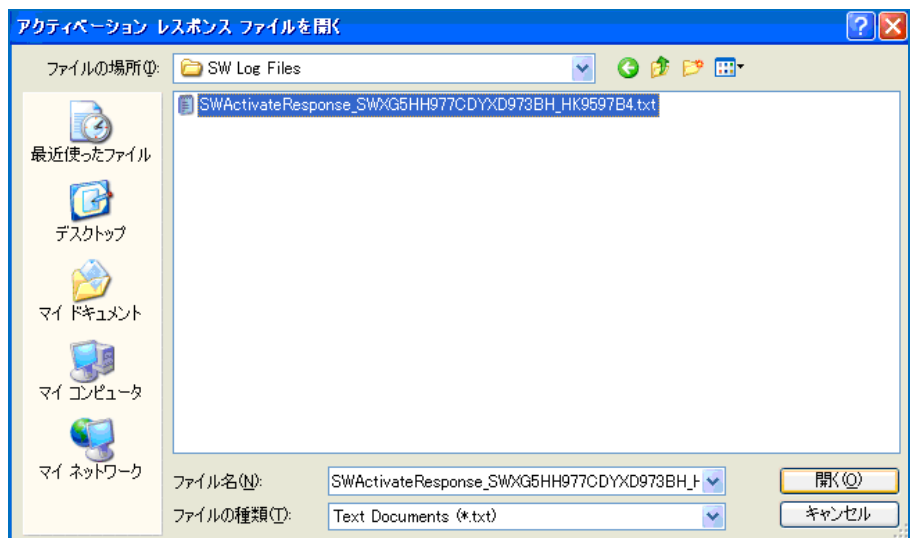 アクティベーション レスポンス ファイルを開く
ファイルの場所(I):
SW Log Files
SWActivateResponse_SWXG5HH977CDYXD973BH_HK9597B4.txt
最近使ったファイル
デスクトップ
マイ ドキュメント
マイ コンピュータ
マイ ネットワーク
ファイル名(N):
SWActivateResponse_SWXG5HH977CDYXD973BH_H
開く(O)
ファイルの種類(T):
Text Documents (*.txt)
キャンセル